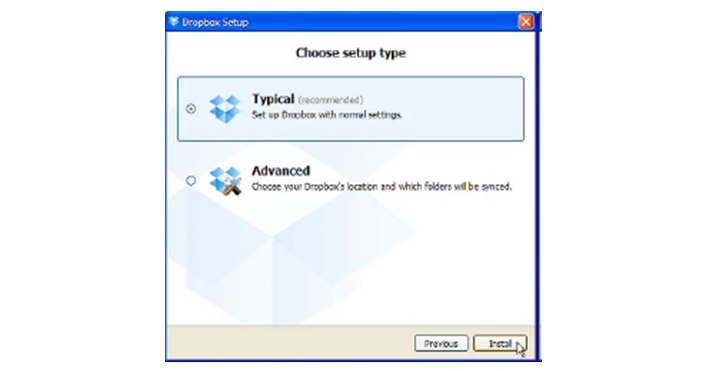 Dropbox Setup
Choose setup type
Typical (recommended)
Set up Dropbox with normal settings.
Advanced
Choose your Dropbox's location and which folders will be synced.
Previous
Install